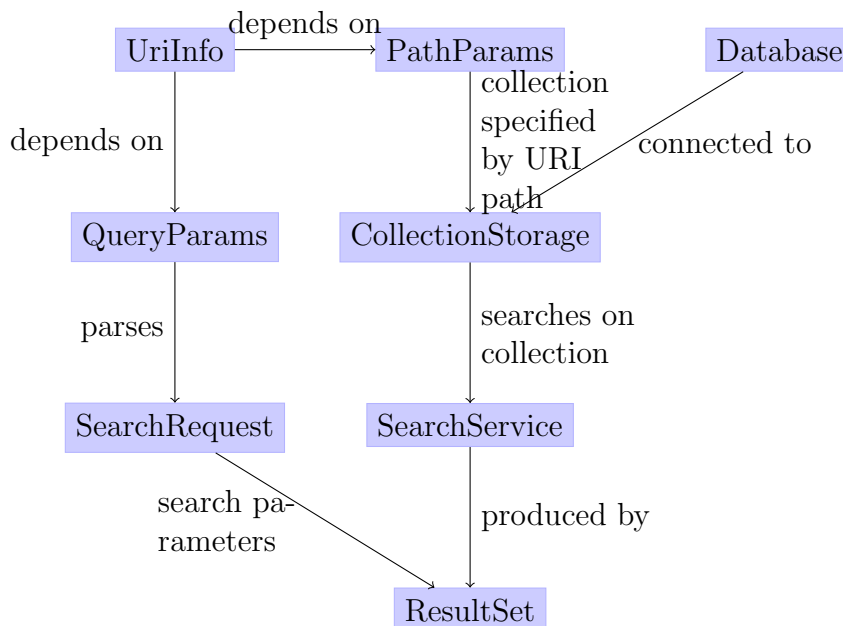 depends on
UriInfo
PathParams
Database
collection
specified
by URI
path
depends on
connected to
QueryParams
CollectionStorage
parses
searches on
collection
SearchRequest
SearchService
search pa-
rameters
produced by
ResultSet